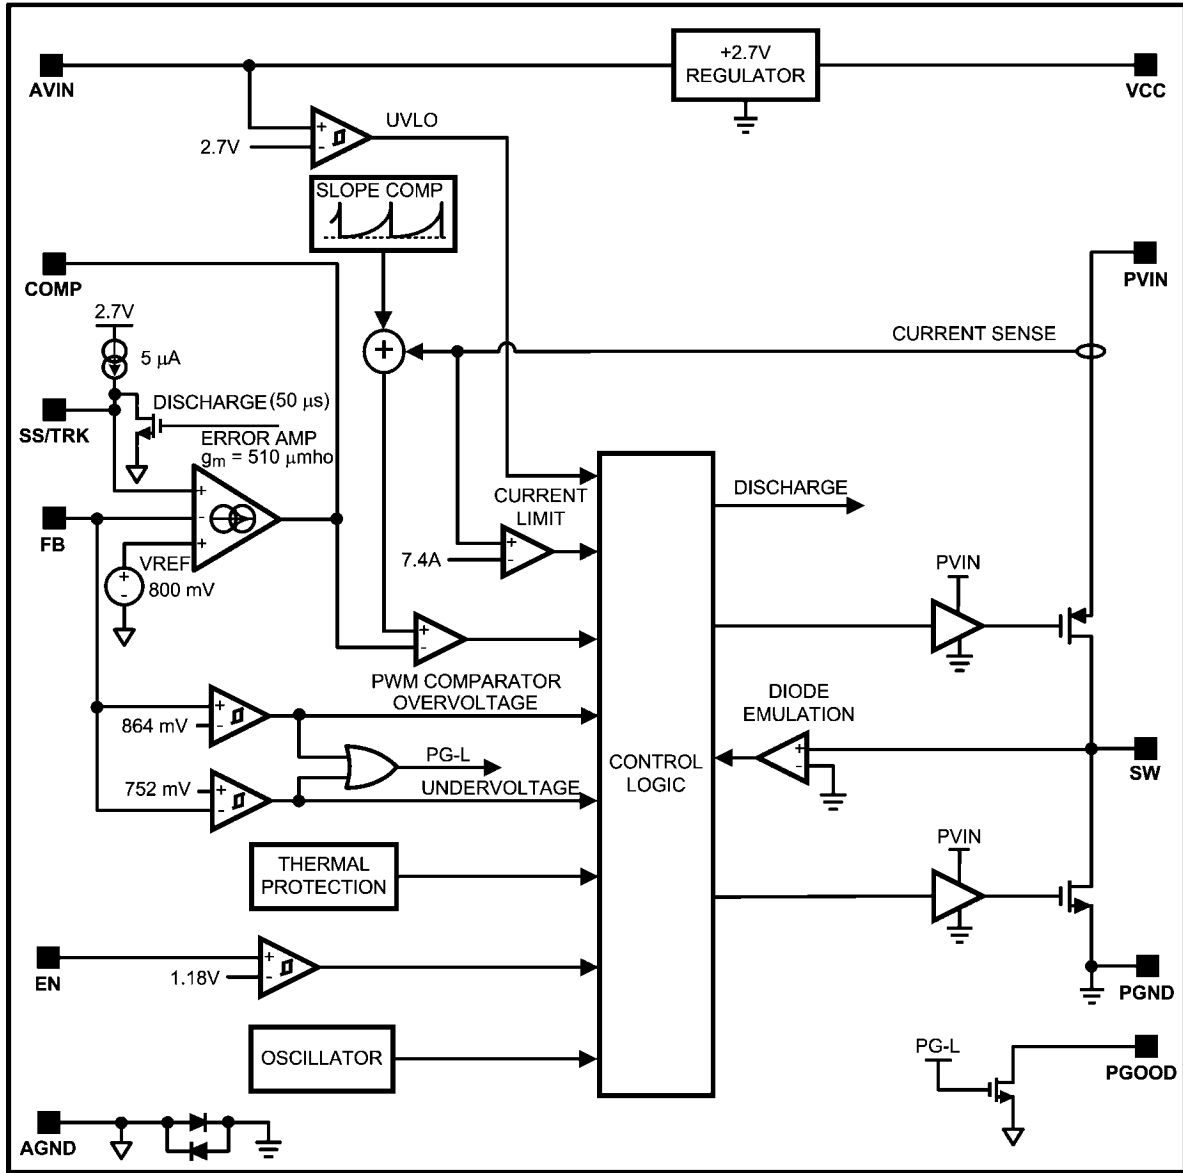 +2.7V
REGULATOR
AVIN
VCC
UVLO
+
-
2.7V
SLOPE COMP
COMP
PVIN
2.7V
+
CURRENT SENSE
5 μA
DISCHARGE (50 μs)
SS/TRK
ERROR AMP
gm = 510 μmho
+
CURRENT
LIMIT
DISCHARGE
-
FB
+
+
-
7.4A
VREF
+
-
800 mV
PVIN
+
-
PWM COMPARATOR
OVERVOLTAGE
DIODE
EMULATION
+
-
864 mV
PG-L
CONTROL
LOGIC
+
-
SW
752 mV
+
-
UNDERVOLTAGE
PVIN
THERMAL
PROTECTION
+
-
1.18V
EN
PGND
OSCILLATOR
PG-L
PGOOD
AGND